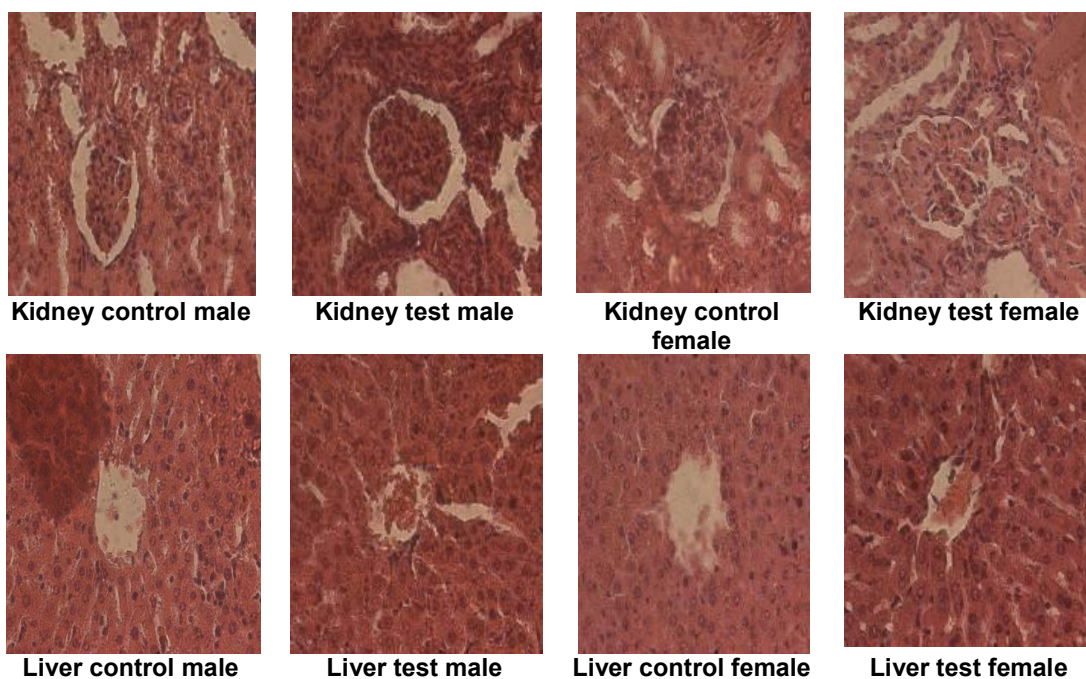 Kidney control male
Kidney test male
Kidney control
female
Kidney test female
Liver control male
Liver test male
Liver control female
Liver test female